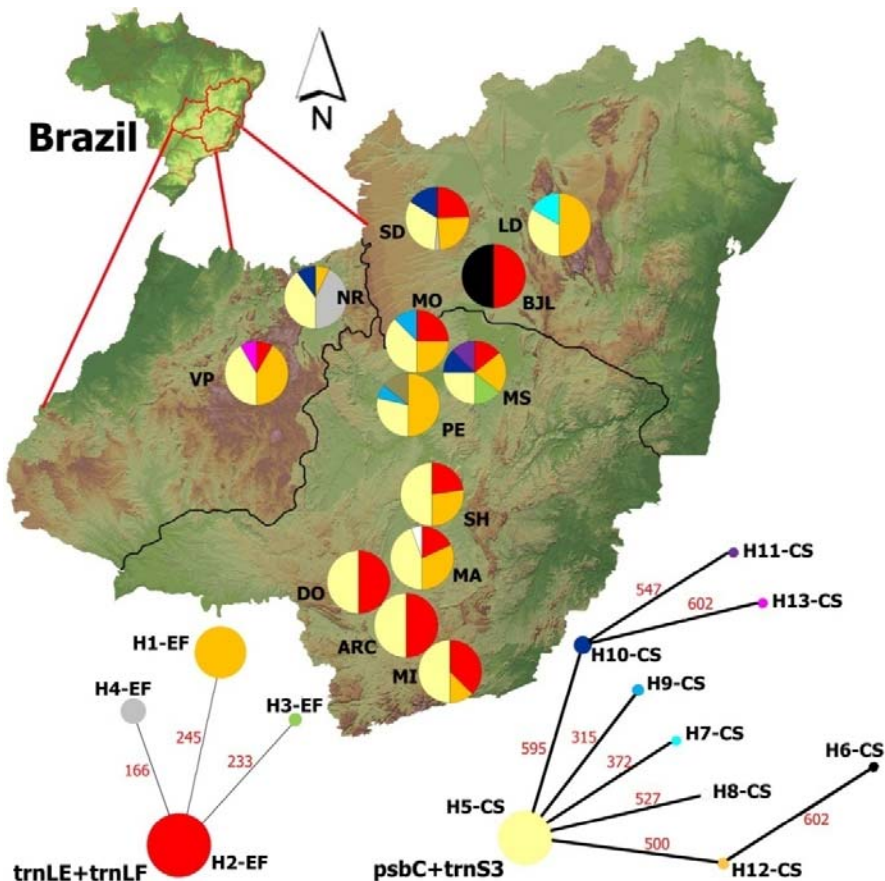 Brazil
N
SD
LD
BJL
NR
MO
VP
MS
PE
SH
MA
DO
ARC
MI
H1-EF
H4-EF
H3-EF
166
245
233
H2-EF
trnLE+trnLF
H11-CS
547
602
H13-CS
H10-CS
H9-CS
595
315
H7-CS
372
H6-CS
H5-CS
527
H8-CS
500
602
H12-CS
psbC+trnS3